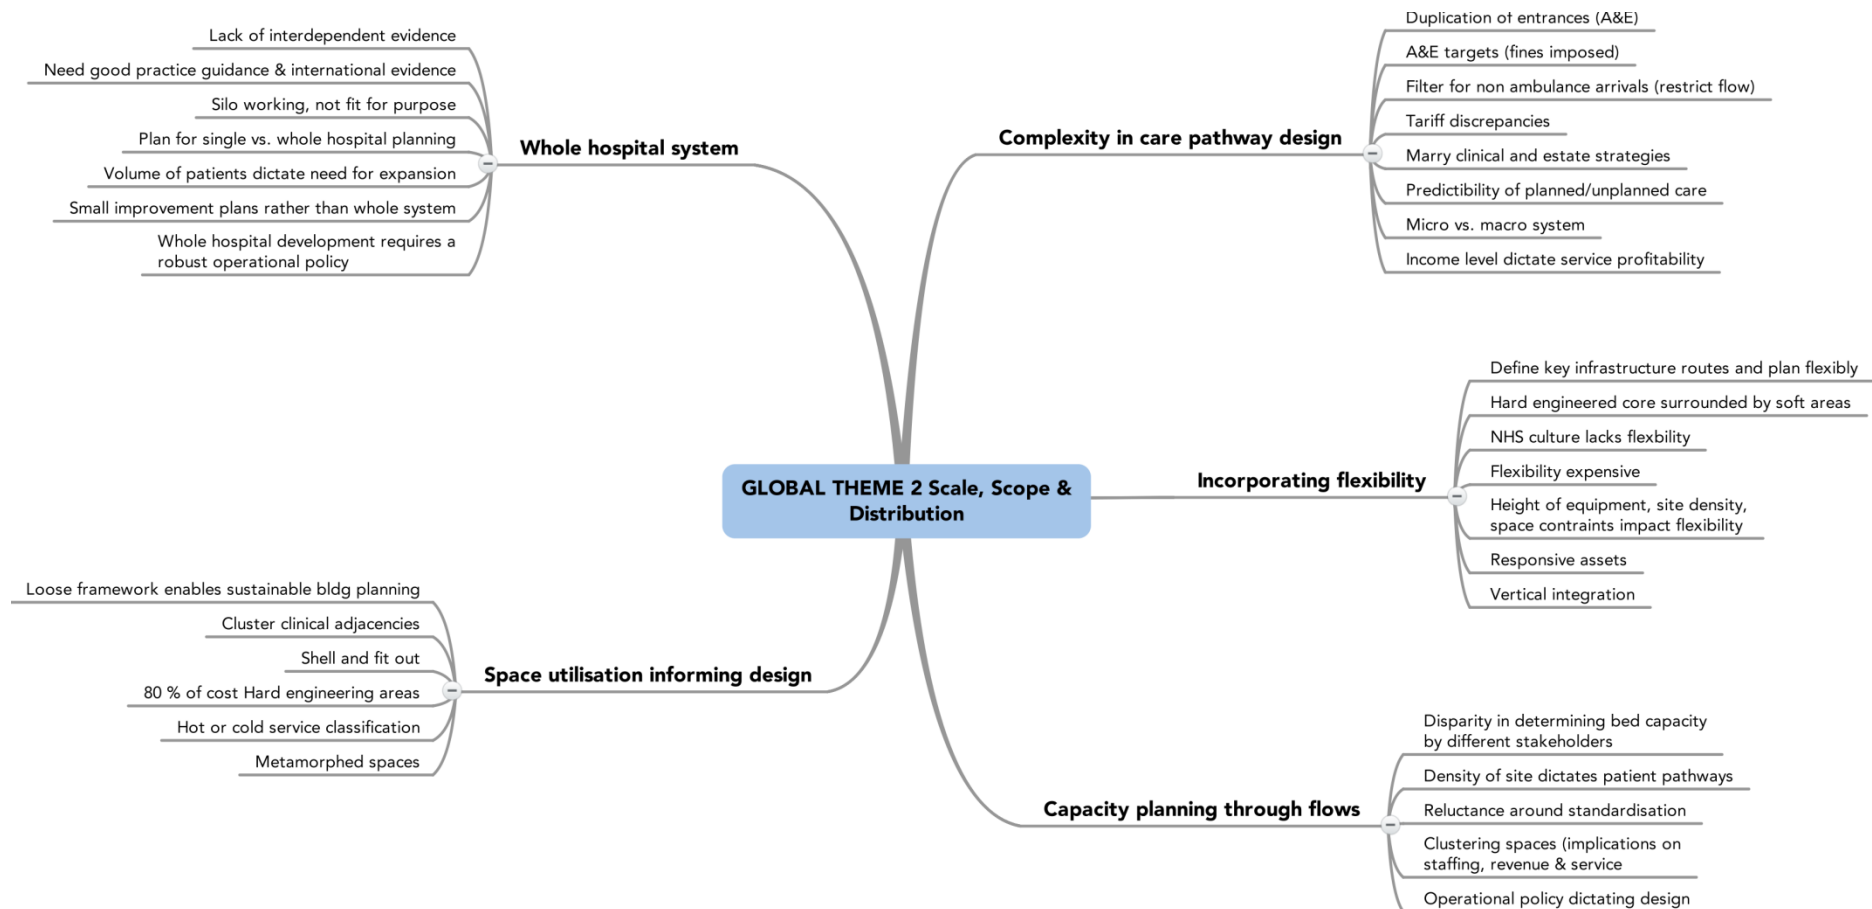 Lack of interdependent evidence
Need good practice guidance & international evidence
Silo working, not fit for purpose
Plan for single vs. whole hospital planning
Volume of patients dictate need for expansion
Small improvement plans rather than whole system
Whole hospital development requires a
robust operational policy
Whole hospital system
Complexity in care pathway design
Duplication of entrances (A&E)
A&E targets (fines imposed)
Filter for non ambulance arrivals (restrict flow)
Tariff discrepancies
Marry clinical and estate strategies
Predictibility of planned/unplanned care
Micro vs. macro system
Income level dictate service profitability
GLOBAL THEME 2 Scale, Scope &
Distribution
Incorporating flexibility
Define key infrastructure routes and plan flexibly
Hard engineered core surrounded by soft areas
NHS culture lacks flexbility
Flexibility expensive
Height of equipment, site density,
space contraints impact flexibility
Responsive assets
Vertical integration
Loose framework enables sustainable bldg planning
Cluster clinical adjacencies
Shell and fit out
80 % of cost Hard engineering areas
Hot or cold service classification
Metamorphed spaces
Space utilisation informing design
Capacity planning through flows
Disparity in determining bed capacity
by different stakeholders
Density of site dictates patient pathways
Reluctance around standardisation
Clustering spaces (implications on
staffing, revenue & service
Operational policy dictating design